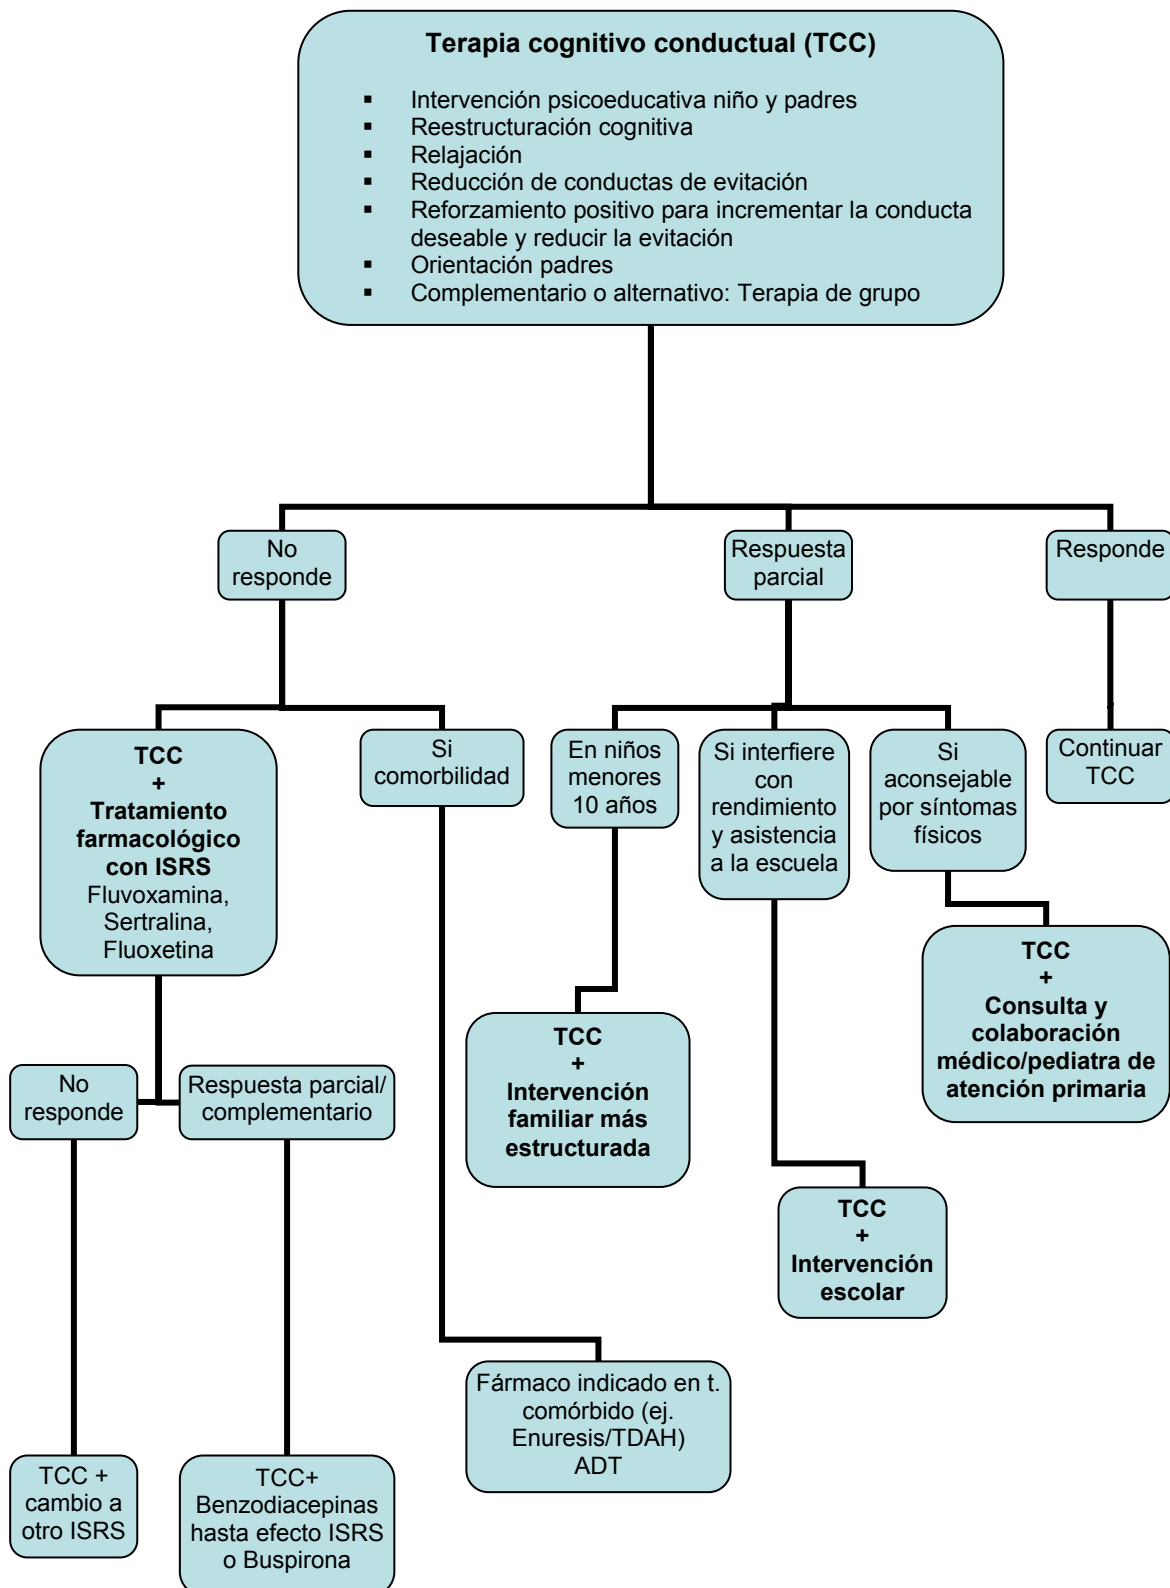 Terapia cognitivo conductual (TCC)
▪ Intervención psicoeducativa niño y padres
▪ Reestructuración cognitiva
▪ Relajación
▪ Reducción de conductas de evitación
▪ Reforzamiento positivo para incrementar la conducta
deseable y reducir la evitación
▪ Orientación padres
▪ Complementario o alternativo: Terapia de grupo
No
responde
Respuesta
parcial
Responde
TCC
+
Tratamiento
farmacológico
con ISRS
Fluvoxamina,
Sertralina,
Fluoxetina
Si
comorbilidad
En niños
menores
10 años
Si interfiere
con
rendimiento
y asistencia
a la escuela
Si
aconsejable
por síntomas
físicos
Continuar
TCC
TCC
+
Consulta y
colaboración
médico/pediatra de
atención primaria
TCC
+
Intervención
familiar más
estructurada
No
responde
Respuesta parcial/
complementario
TCC
+
Intervención
escolar
Fármaco indicado en t.
comórbido (ej.
Enuresis/TDAH)
ADT
TCC +
cambio a
otro ISRS
TCC+
Benzodiacepinas
hasta efecto ISRS
o Buspirona